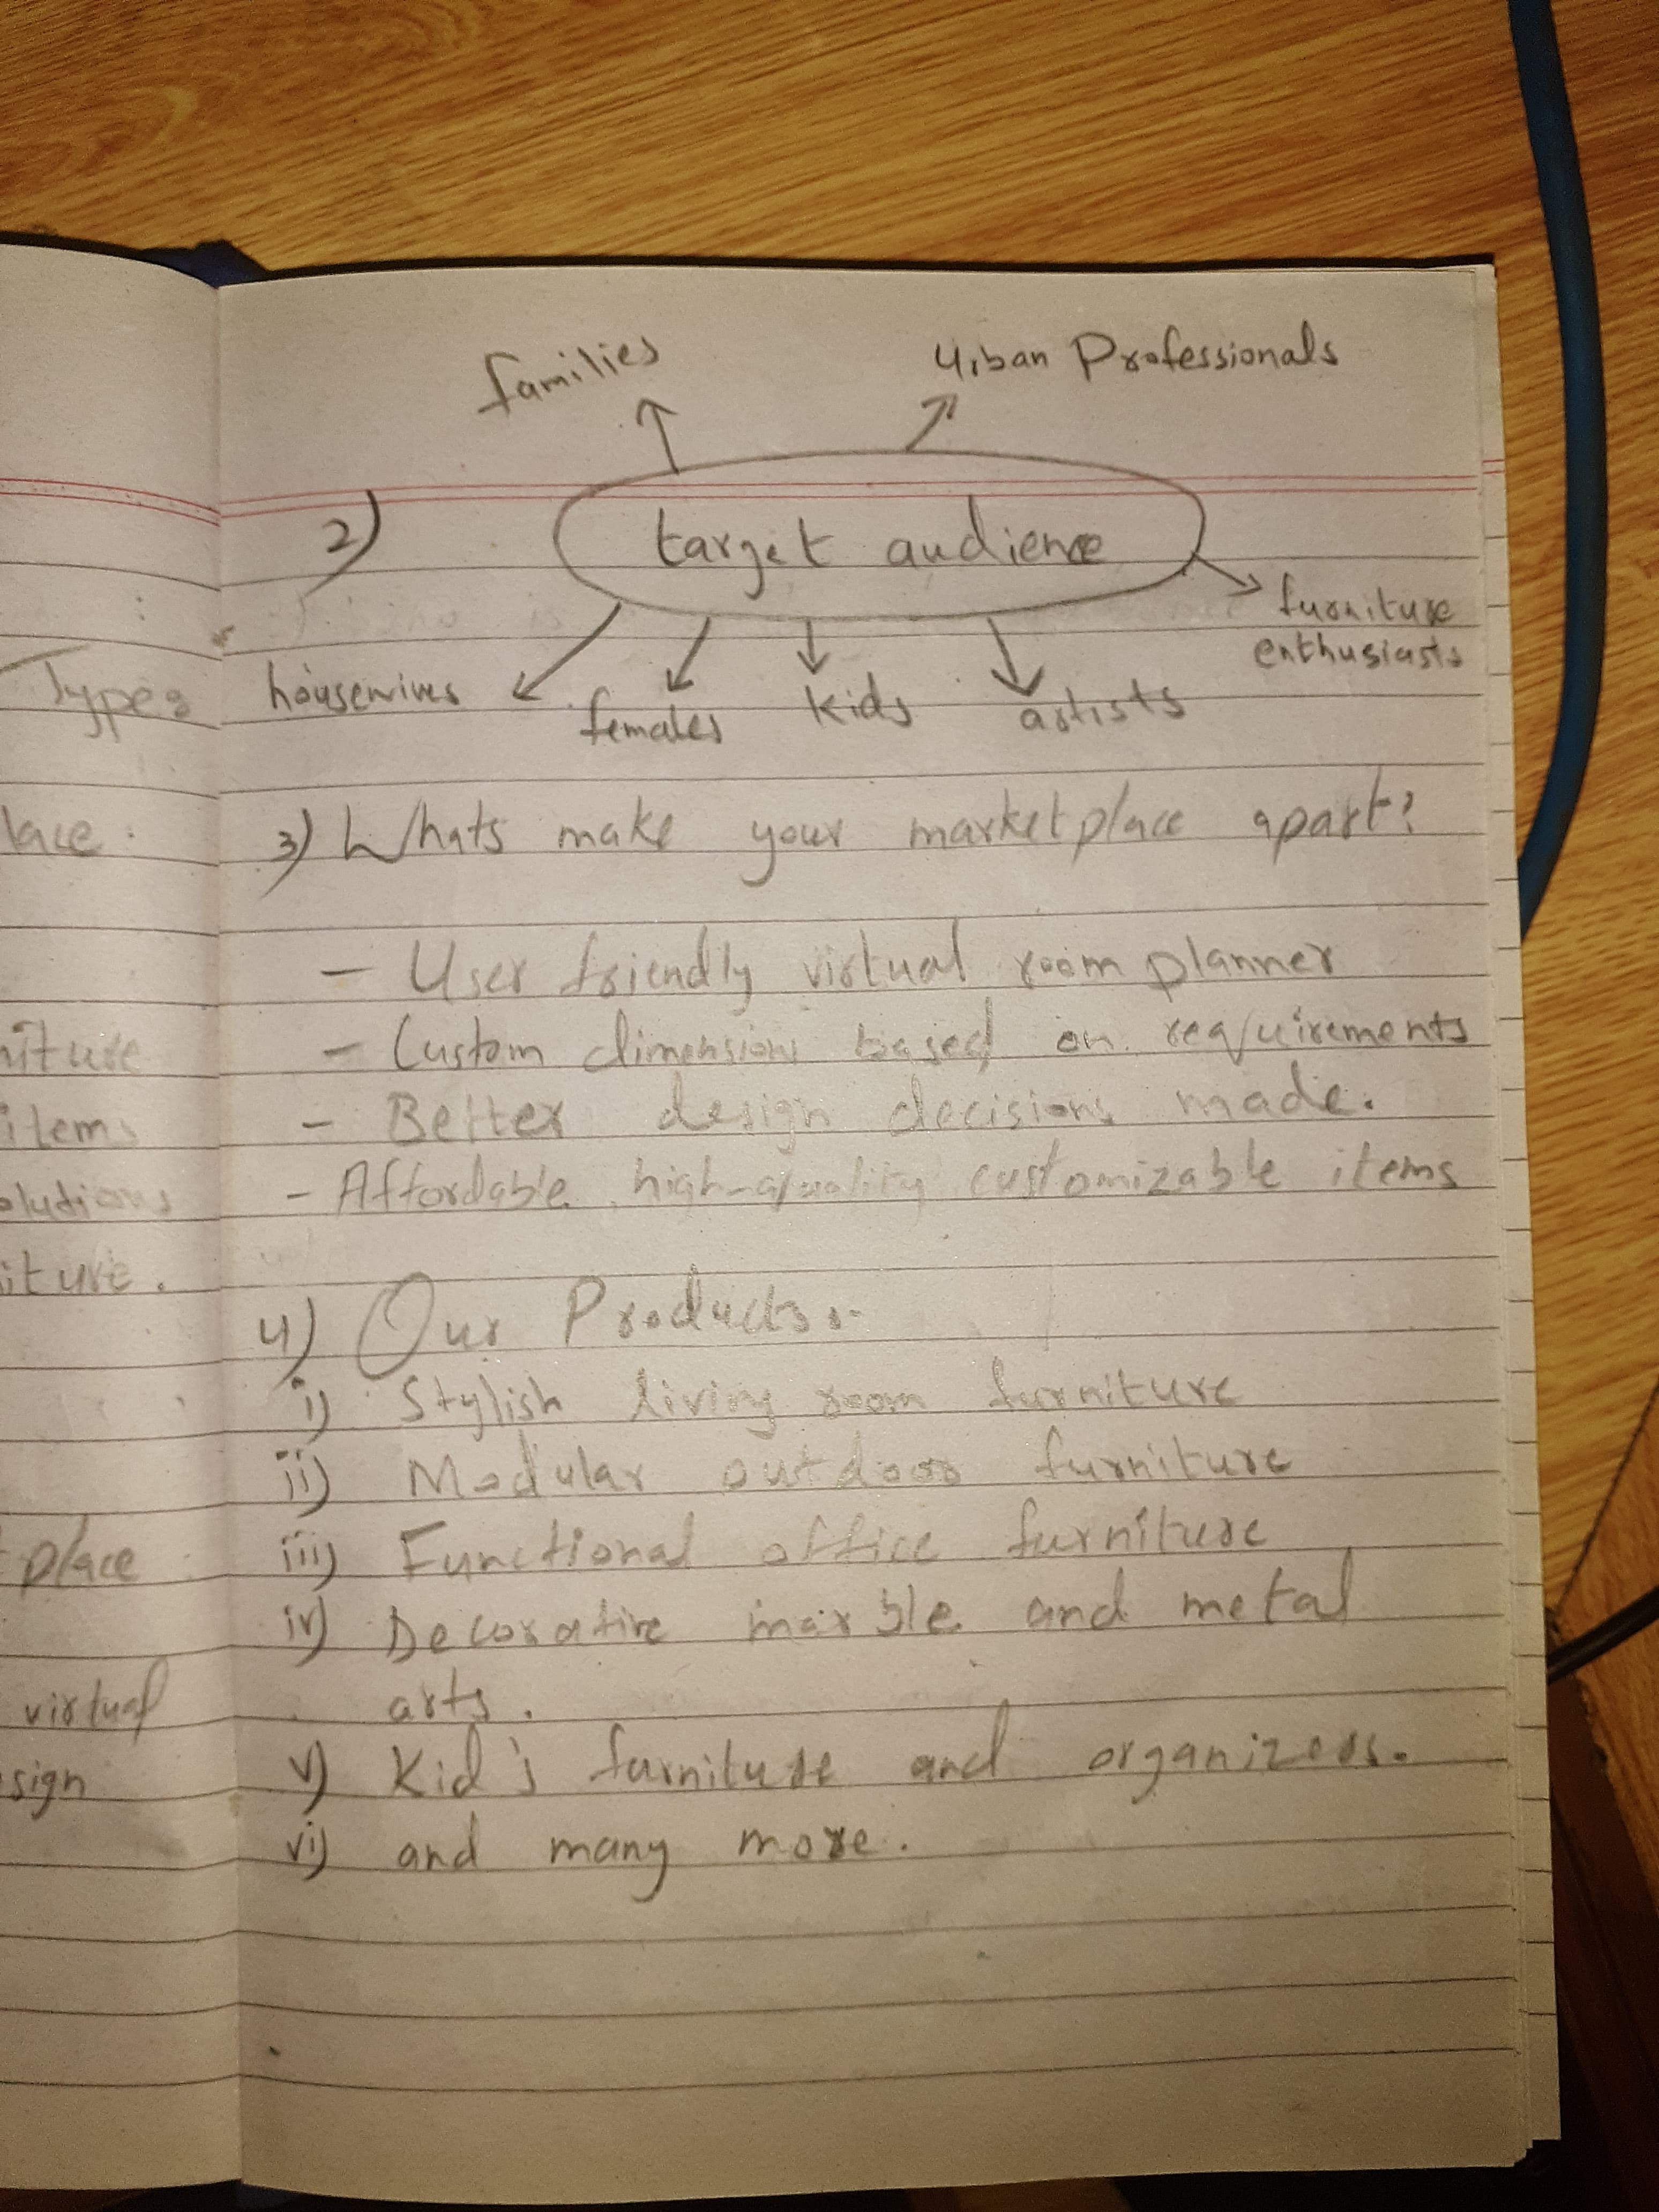 families
Urban Professionals
2)
target audience
furniture
enthusiasts
housewives
females
kids
artists
3) Whats make your marketplace apart?
- User friendly virtual room planner
- Custom dimensions based on requirements
- Better design decisions made.
- Affordable, high-quality customizable items
4) Our Products:-
i) Stylish living room furniture
ii) Modular outdoor furniture
iii) Functional office furniture
iv) Decorative marble and metal
arts.
v) Kid's furniture and organizers.
vi) and many more.
Types
lace.
niture
items
olutions
iture.
place
virtual
sign